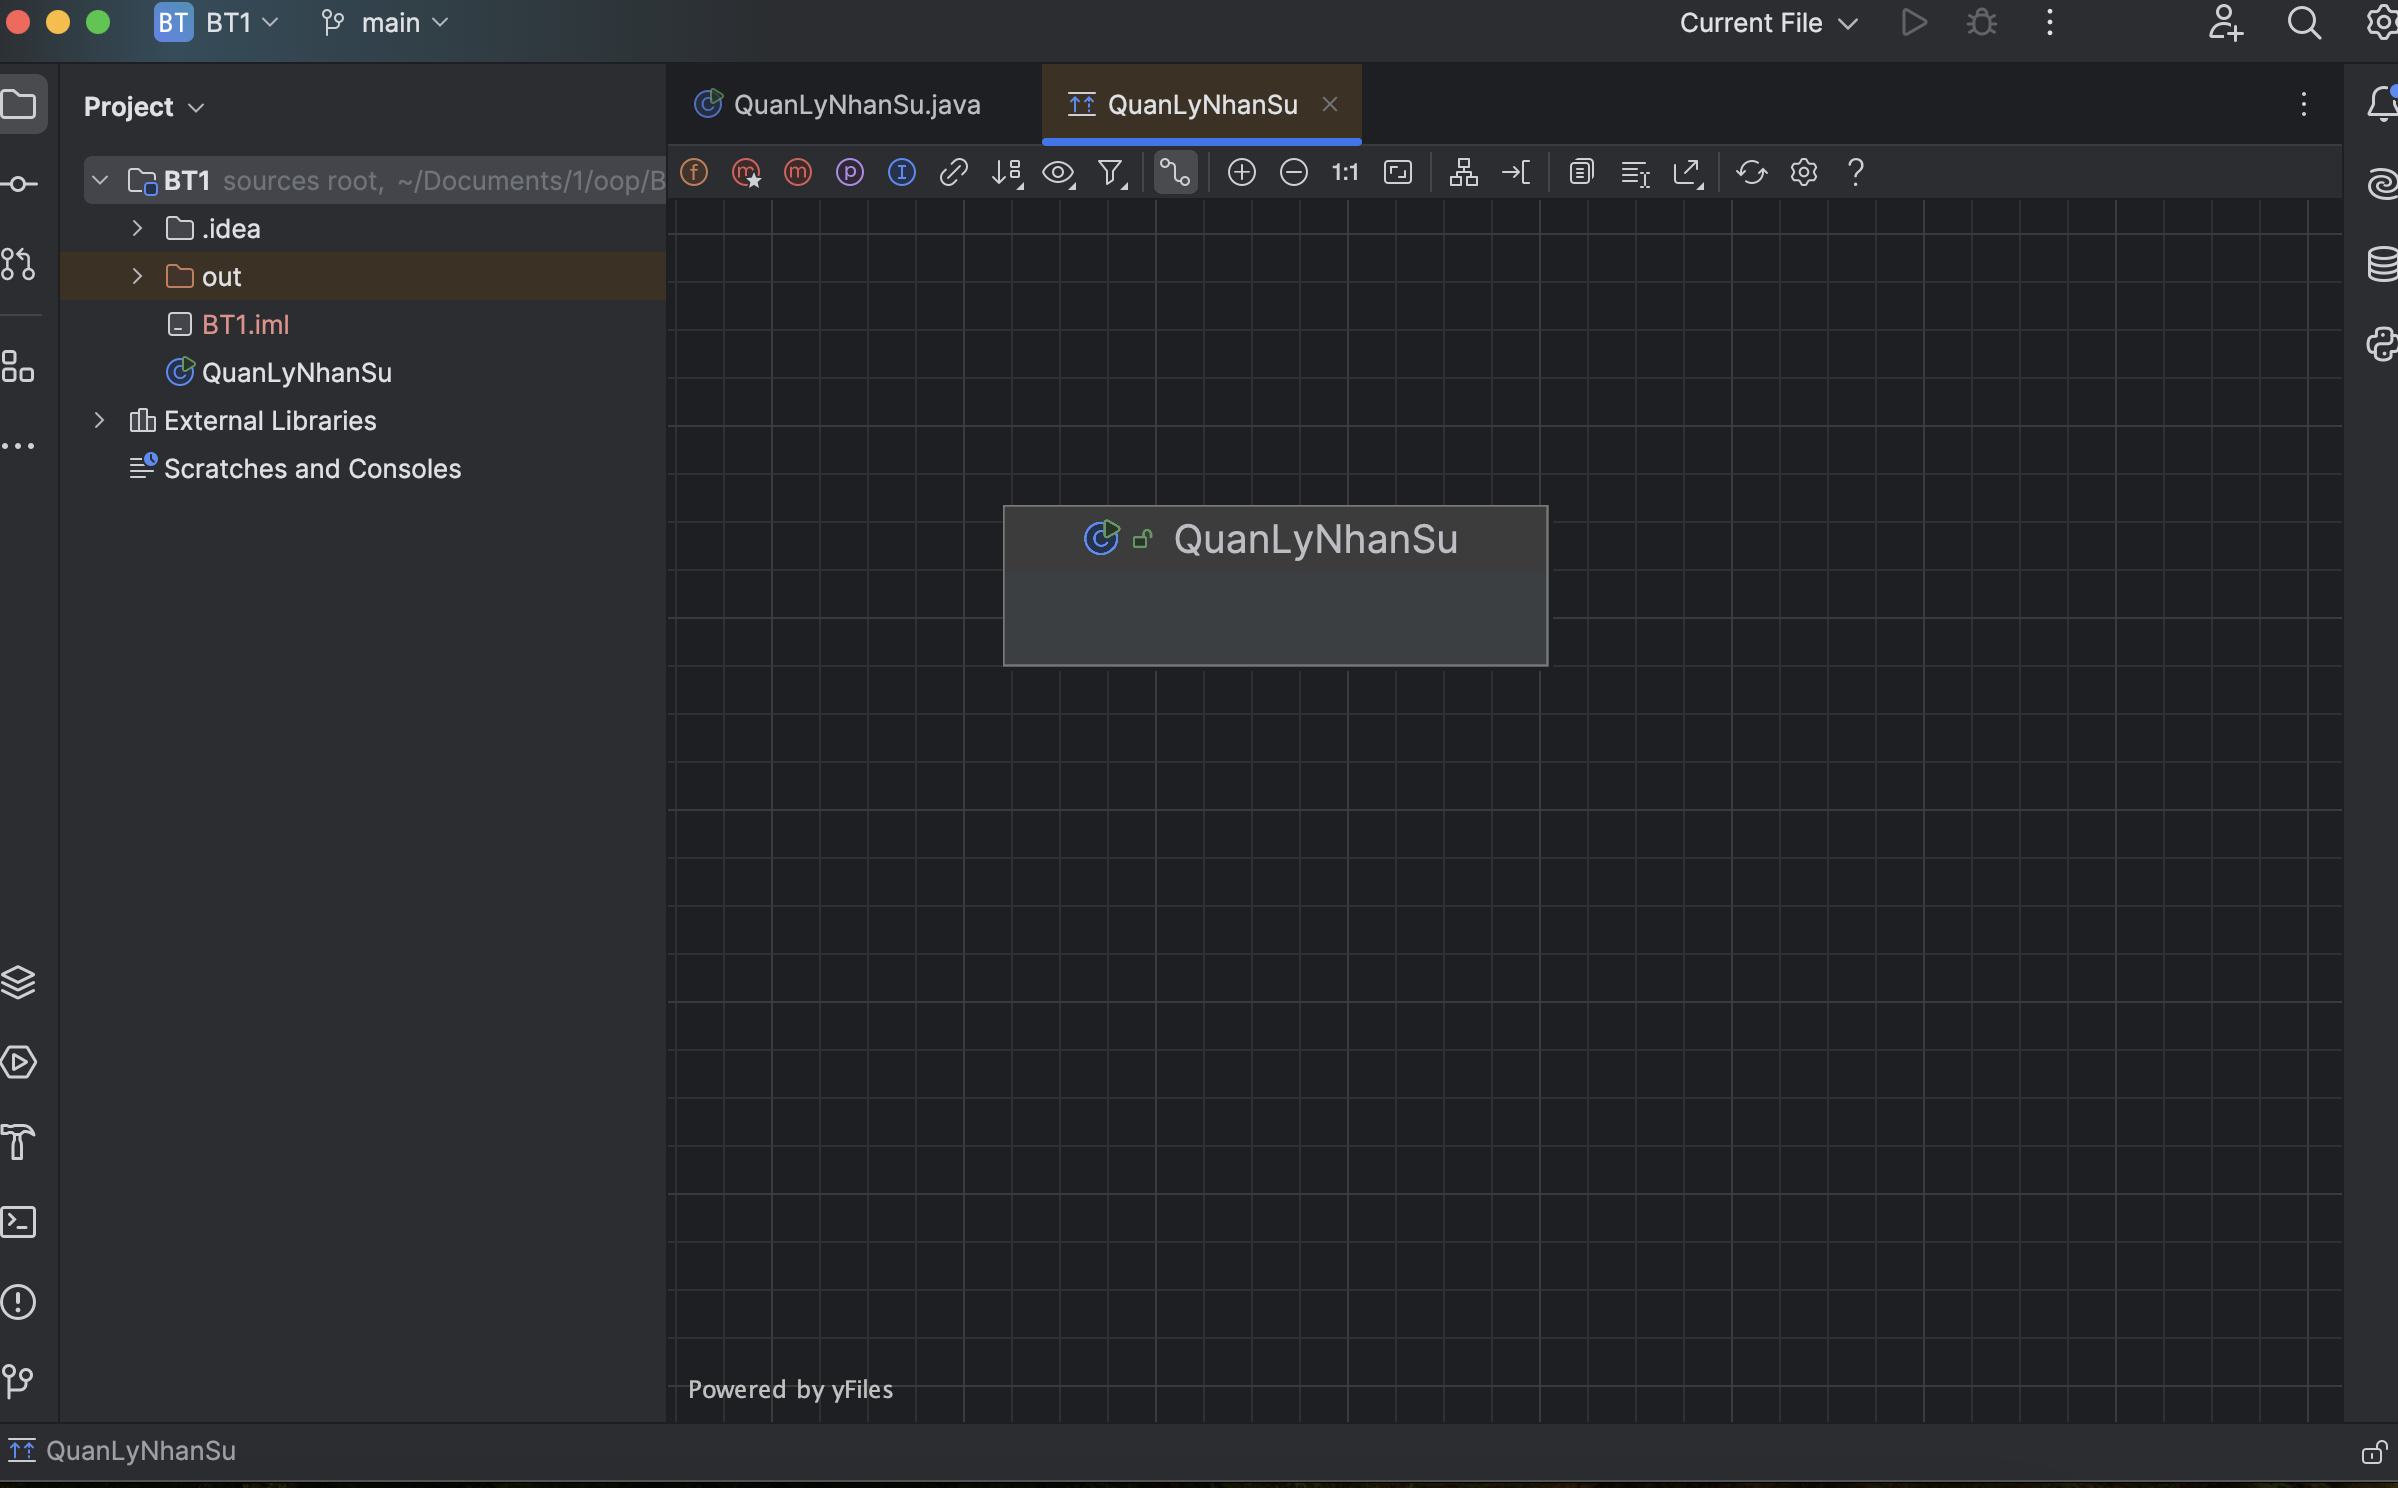 BT BT1 main Current File
Project
QuanLyNhanSu.java QuanLyNhanSu
1:1
BT1 sources root, ~/Documents/1/oop/B
.idea
out
BT1.iml
QuanLyNhanSu
External Libraries
Scratches and Consoles
QuanLyNhanSu
Powered by yFiles
QuanLyNhanSu